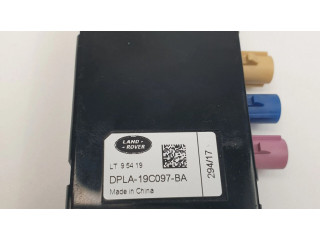 LAND-
ROVER
LT 9 54 19
DPLA-19C097-BA
Made in China
294/17